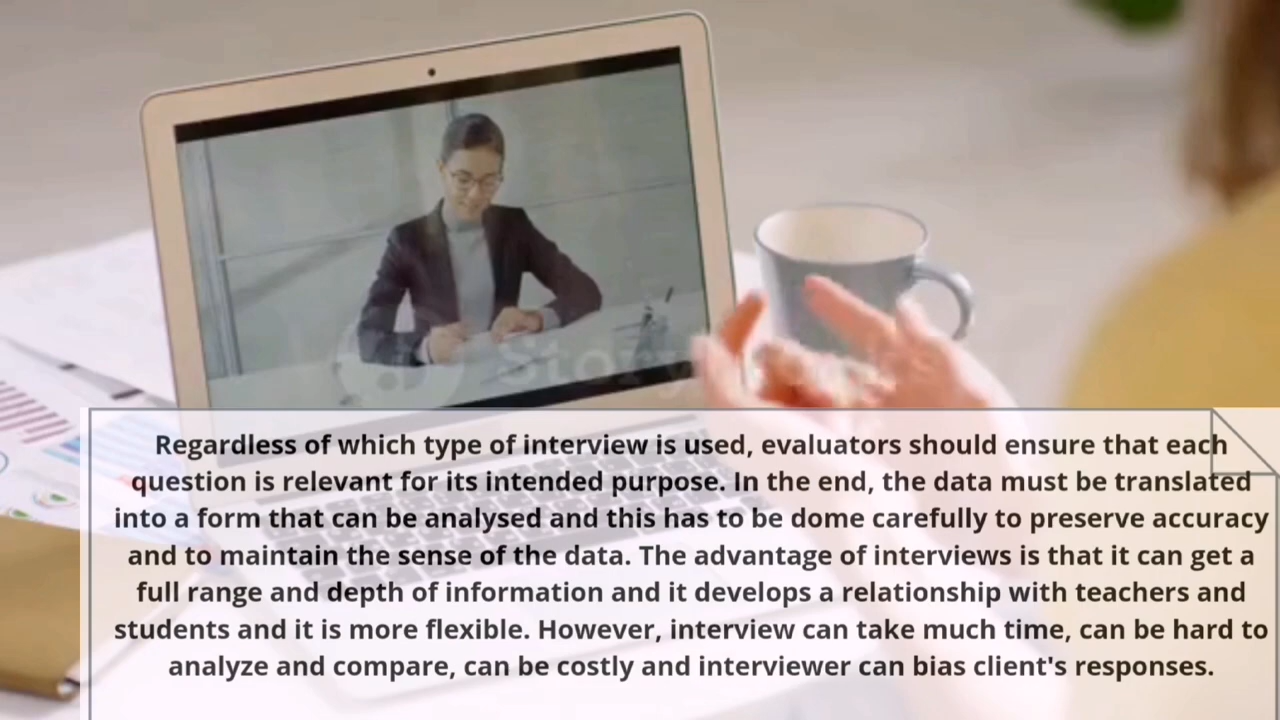 Story
Regardless of which type of interview is used, evaluators should ensure that each
question is relevant for its intended purpose. In the end, the data must be translated
into a form that can be analysed and this has to be dome carefully to preserve accuracy
and to maintain the sense of the data. The advantage of interviews is that it can get a
full range and depth of information and it develops a relationship with teachers and
students and it is more flexible. However, interview can take much time, can be hard to
analyze and compare, can be costly and interviewer can bias client's responses.